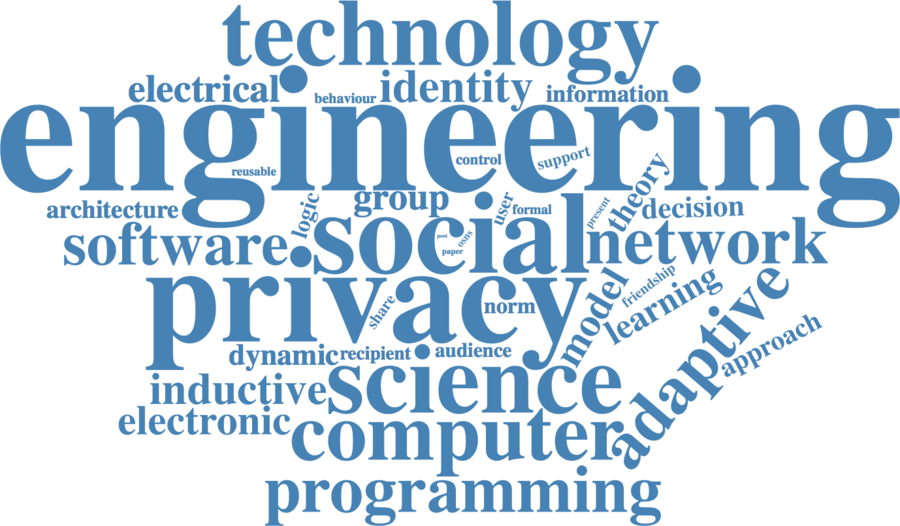 technology
electrical
behaviour
identity
information
engineering
reusable
control
support
architecture
logic
group
user
formal
present
theory
decision
software
social
post
osns
paper
network
privacy
share
norm
model
friendship
learning
adaptive
approach
dynamic
recipient
audience
inductive
science
electronic
computer
programming